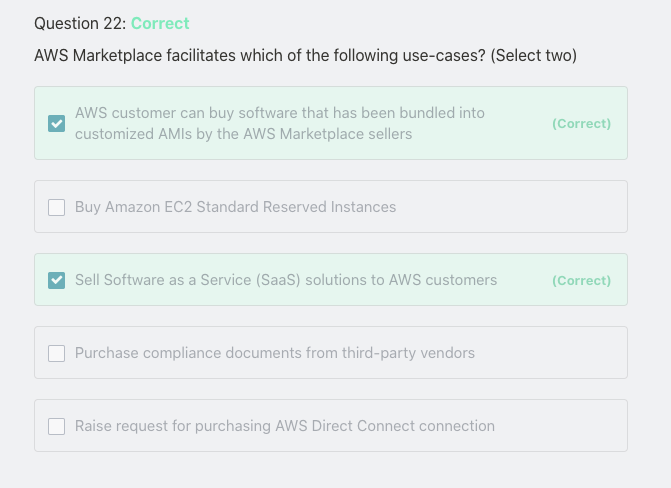 Question 22: Correct
AWS Marketplace facilitates which of the following use-cases? (Select two)
AWS customer can buy software that has been bundled into
customized AMIs by the AWS Marketplace sellers
(Correct)
Buy Amazon EC2 Standard Reserved Instances
Sell Software as a Service (SaaS) solutions to AWS customers
(Correct)
Purchase compliance documents from third-party vendors
Raise request for purchasing AWS Direct Connect connection